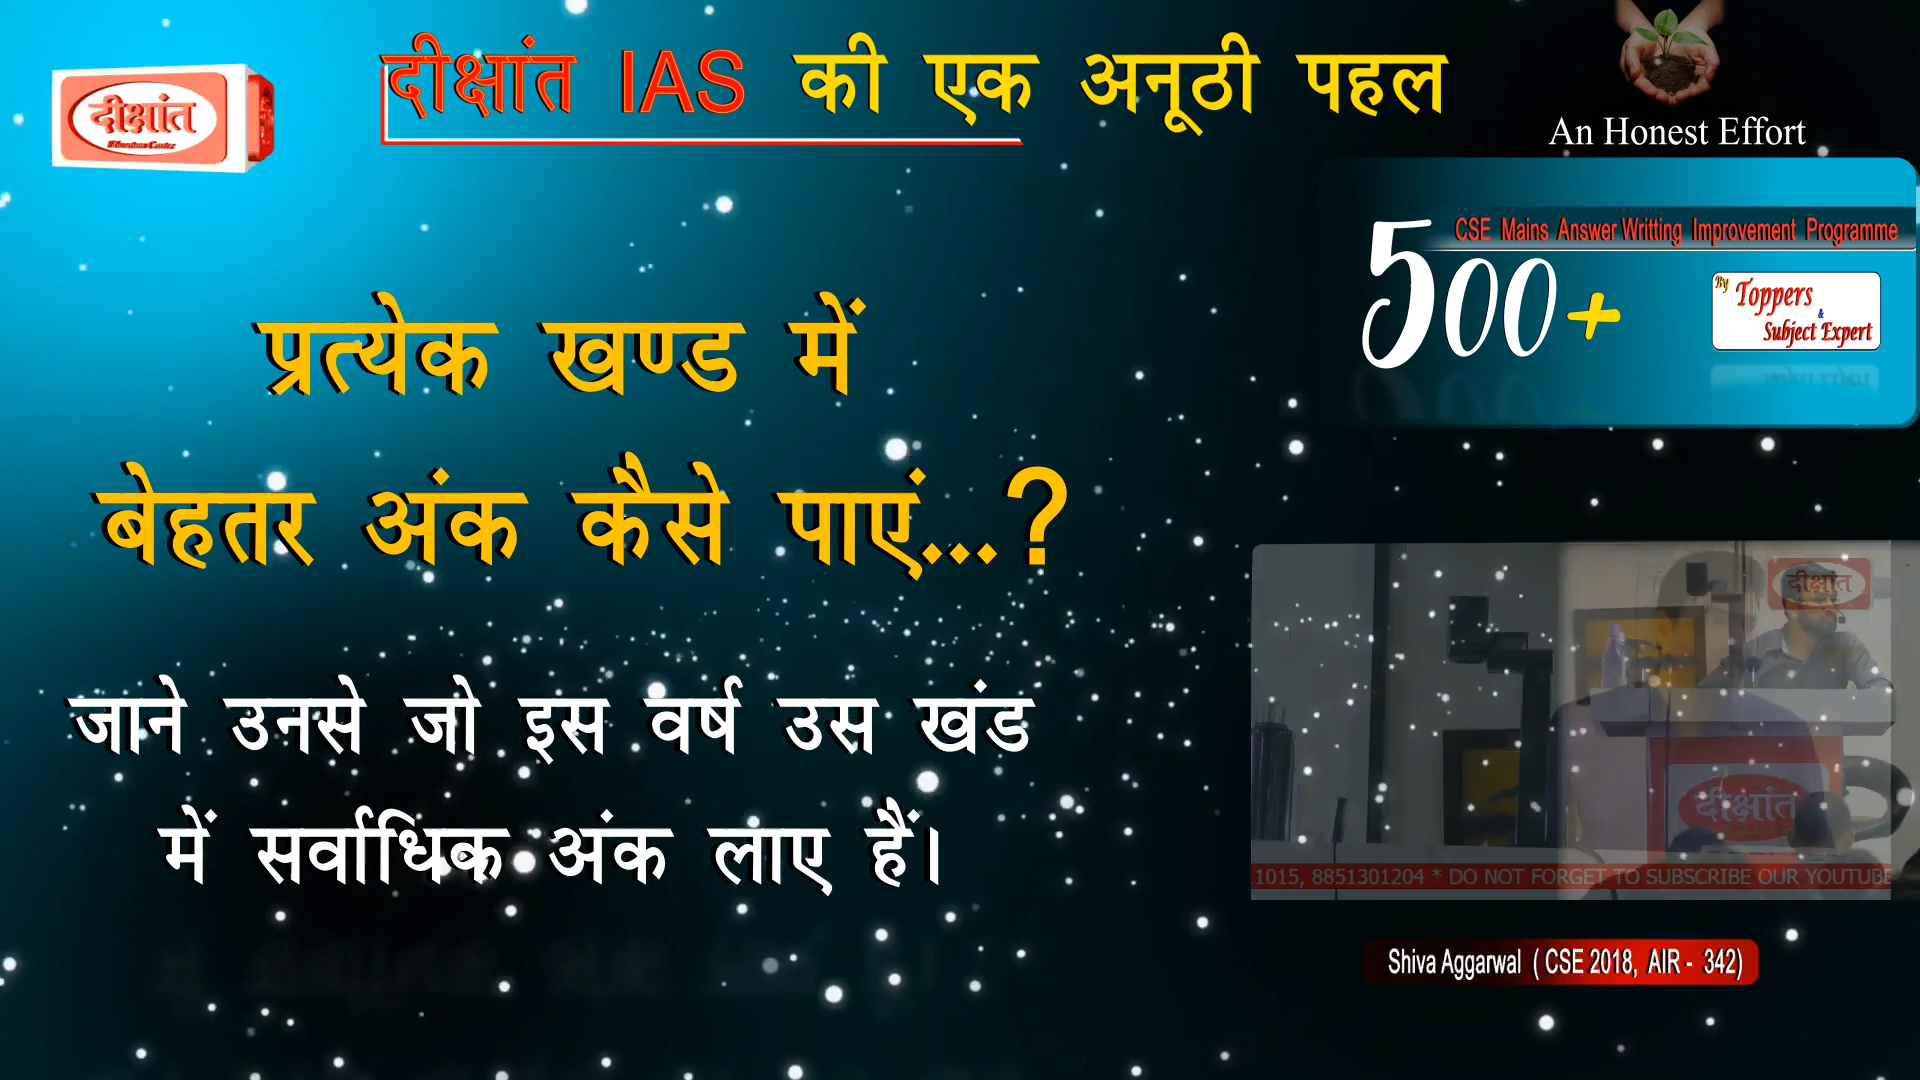 दीक्षांत IAS की एक अनूठी पहल
दीक्षांत
Education Centre
An Honest Effort
CSE Mains Answer Writting Improvement Programme
500+
By
Toppers
&
Subject Expert
प्रत्येक खण्ड में
बेहतर अंक कैसे पाएं...?
जाने उनसे जो इस वर्ष उस खंड
में सर्वाधिक अंक लाए हैं।
दीक्षांत
दीक्षांत
1015, 8851301204 * DO NOT FORGET TO SUBSCRIBE OUR YOUTUBE
Shiva Aggarwal ( CSE 2018, AIR - 342)